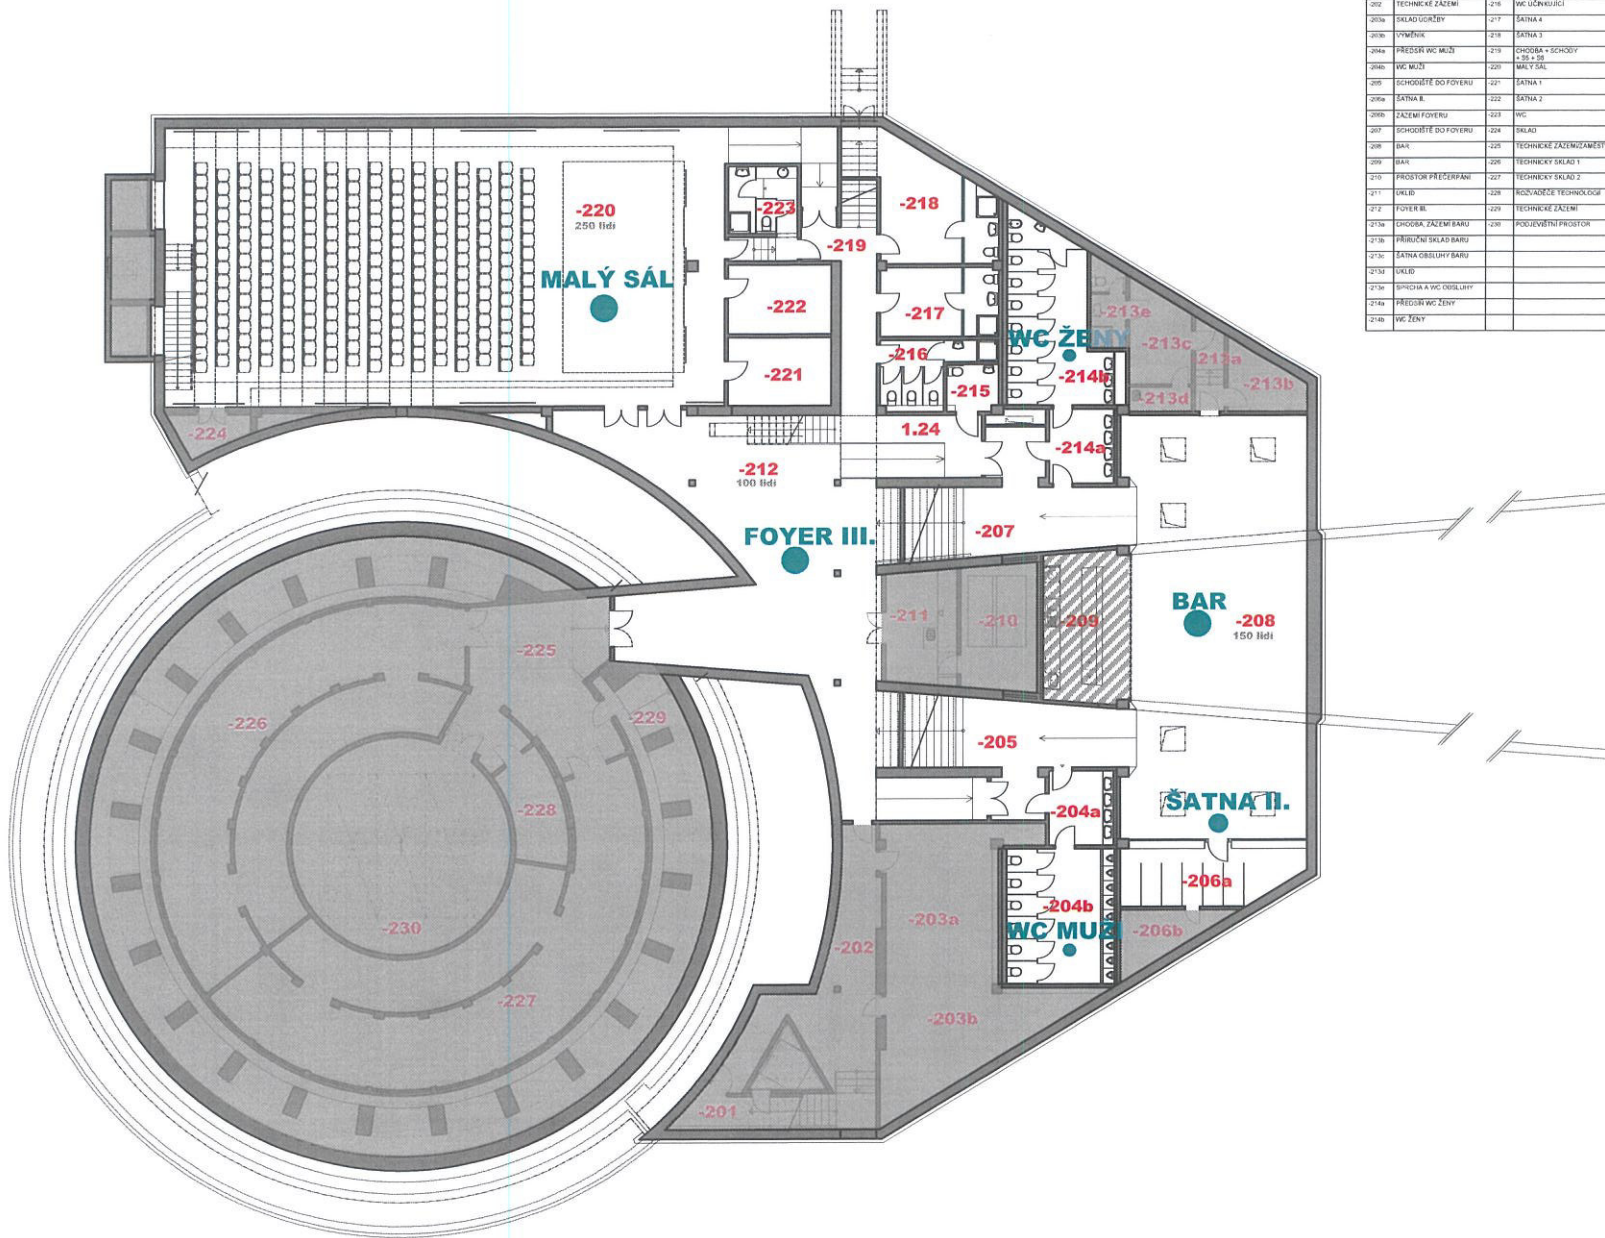 -202 TECHNICKÉ ZÁZEMÍ -216 WC ÚČINKUJÍCÍ
-203a SKLAD ÚDRŽBY -217 ŠATNA 4
-203b VÝMĚNÍK -218 ŠATNA 3
-204a PŘEDSÍŇ WC MUŽI -219 CHODBA + SCHODY
-204b WC MUŽI -220 MALÝ SÁL
-205 SCHODIŠTĚ DO FOYERU -221 ŠATNA 1
-206a ŠATNA II. -222 ŠATNA 2
-206b ZÁZEMÍ FOYERU -223 WC
-207 SCHODIŠTĚ DO FOYERU -224 SKLAD
-208 BAR -225
-209 BAR -226 TECHNICKÝ SKLAD 1
-210 PROSTOR PŘEČERPÁNÍ -227 TECHNICKÝ SKLAD 2
-211 ÚKLID -228 ROZVADĚČE TECHNOLOGIÍ
-212 FOYER III. -229 TECHNICKÉ ZÁZEMÍ
-213a CHODBA, ZÁZEMÍ BARU -230 PODJEVIŠTNÍ PROSTOR
-213b PŘÍRUČNÍ SKLAD BARU
-213c ŠATNA OBSLUHY BARU
-213d ÚKLID
-213e SPRCHA A WC OBSLUHY
-214a PŘEDSÍŇ WC ŽENY
-214b WC ŽENY
-220
250 lidí
MALÝ SÁL
-223
-218
-219
-222
-217
-221
-216
-215
WC ŽENY
-214b
-213e
-213c
-213a
-213b
-213d
-224
1.24
-214a
-212
100 lidí
FOYER III.
-207
-211
-210
-209
BAR
-208
150 lidí
-225
-226
-229
-205
-228
-204a
ŠATNA II.
-206a
-230
-202
-203a
-204b
WC MUŽI
-206b
-227
-203b
-201